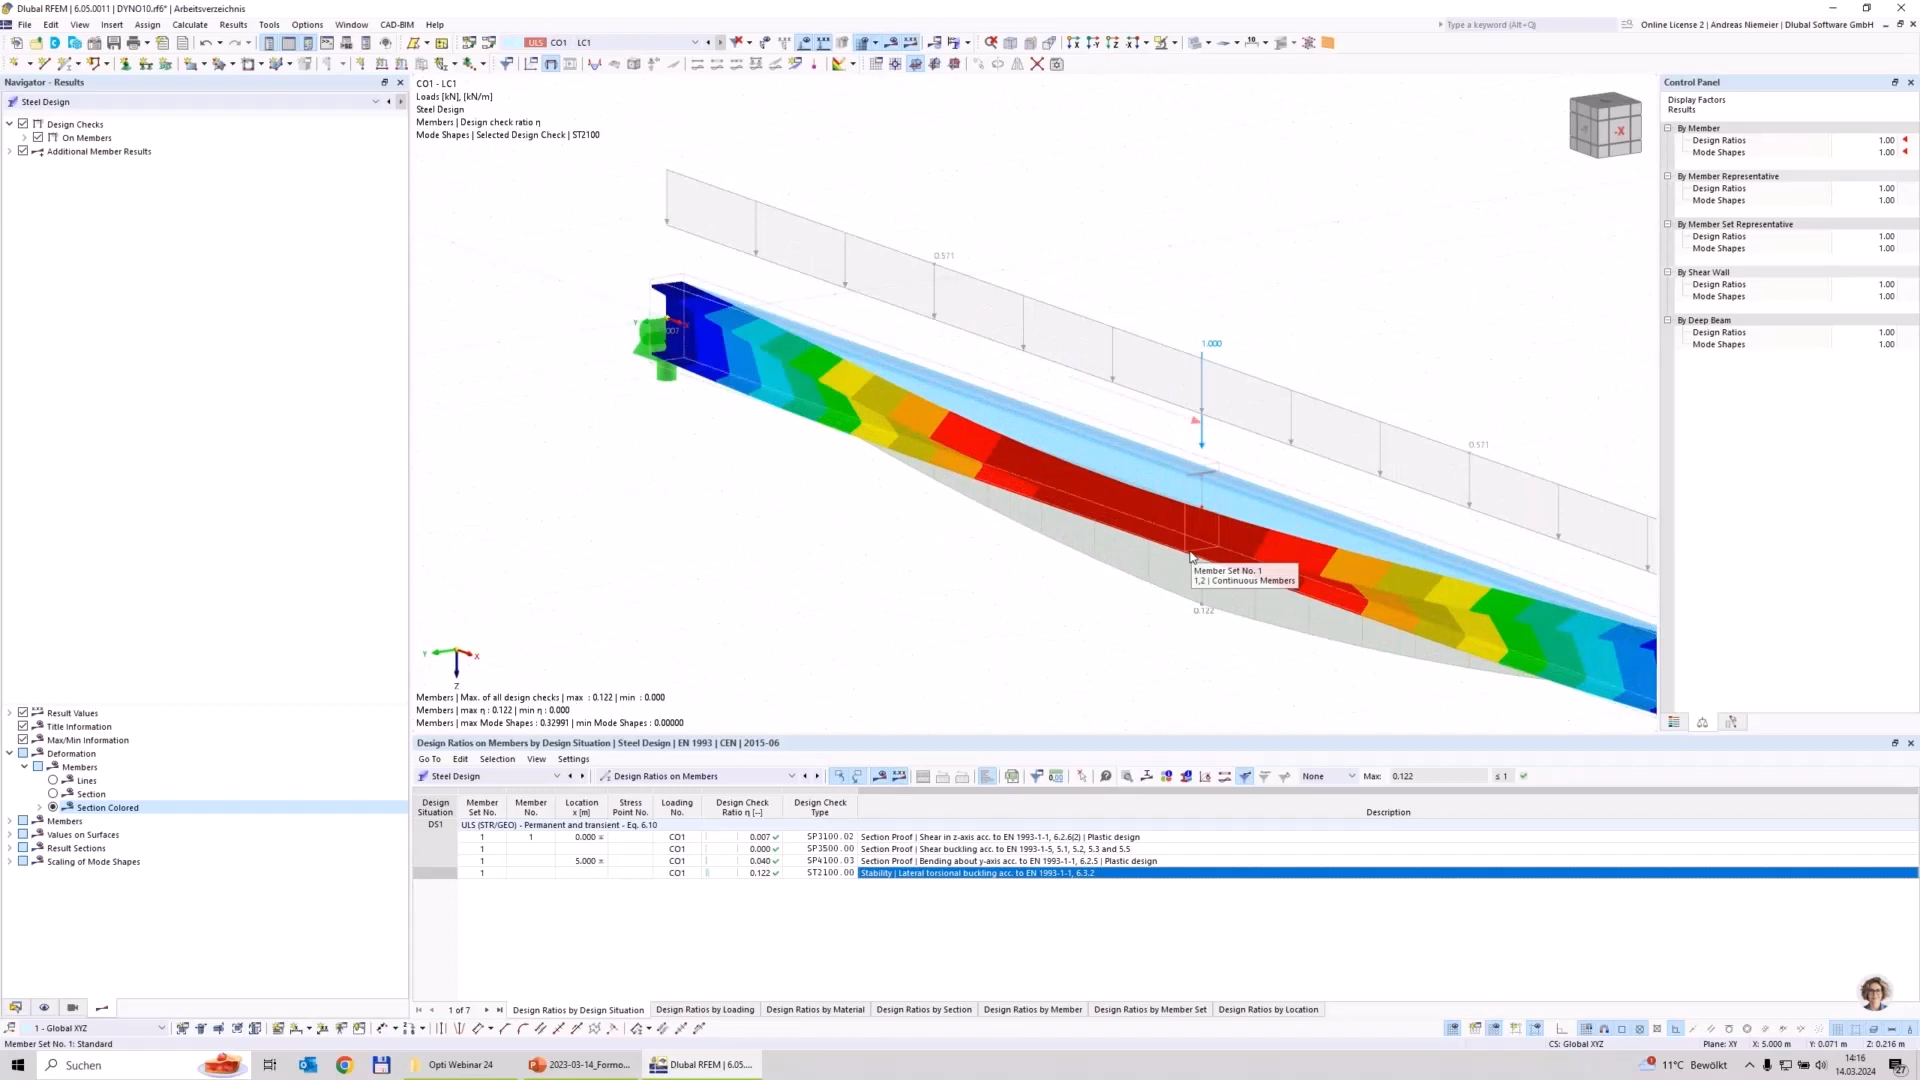 Dlubal RFEM | 6.05.0011 | DYNO10.rf6* | Arbeitsverzeichnis
File Edit View Insert Assign Calculate Results Tools Options Window CAD-BIM Help
Type a keyword (Alt+Q)
Online License 2 | Andreas Niemeier | Dlubal Software GmbH
ULS CO1 LC1
Navigator - Results
Steel Design
Design Checks
On Members
Additional Member Results
Result Values
Title Information
Max/Min Information
Deformation
Members
Lines
Section
Section Colored
Members
Values on Surfaces
Result Sections
Scaling of Mode Shapes
CO1 - LC1
Loads [kN], [kN/m]
Steel Design
Members | Design check ratio η
Mode Shapes | Selected Design Check | ST2100
0.571
1.000
0.571
0.007
Y
X
-X
Member Set No. 1
1,2 | Continuous Members
0.122
Y
X
Z
Members | Max. of all design checks | max : 0.122 | min : 0.000
Members | max η : 0.122 | min η : 0.000
Members | max Mode Shapes : 0.32991 | min Mode Shapes : 0.00000
Control Panel
Display Factors
Results
By Member
Design Ratios 1.00
Mode Shapes 1.00
By Member Representative
Design Ratios 1.00
Mode Shapes 1.00
By Member Set Representative
Design Ratios 1.00
Mode Shapes 1.00
By Shear Wall
Design Ratios 1.00
Mode Shapes 1.00
By Deep Beam
Design Ratios 1.00
Mode Shapes 1.00
Design Ratios on Members by Design Situation | Steel Design | EN 1993 | CEN | 2015-06
Go To Edit Selection View Settings
Steel Design Design Ratios on Members None Max: 0.122 ≤ 1
Design Situation Member Set No. Member No. Location x [m] Stress Point No. Loading No. Design Check Ratio η [--] Design Check Type Description
DS1 ULS (STR/GEO) - Permanent and transient - Eq. 6.10
1 1 0.000 CO1 0.007 SP3100.02 Section Proof | Shear in z-axis acc. to EN 1993-1-1, 6.2.6(2) | Plastic design
1 CO1 0.000 SP3500.00 Section Proof | Shear buckling acc. to EN 1993-1-5, 5.1, 5.2, 5.3 and 5.5
1 5.000 CO1 0.040 SP4100.03 Section Proof | Bending about y-axis acc. to EN 1993-1-1, 6.2.5 | Plastic design
1 CO1 0.122 ST2100.00 Stability | Lateral torsional buckling acc. to EN 1993-1-1, 6.3.2
1 of 7 Design Ratios by Design Situation Design Ratios by Loading Design Ratios by Material Design Ratios by Section Design Ratios by Member Design Ratios by Member Set Design Ratios by Location
1 - Global XYZ
Member Set No. 1: Standard
CS: Global XYZ Plane: XY X: 5.000 m Y: 0.071 m Z: 0.216 m
Suchen
Opti Webinar 24
2023-03-14_Formo...
Dlubal RFEM | 6.05....
11°C Bewölkt
14:16
14.03.2024
27